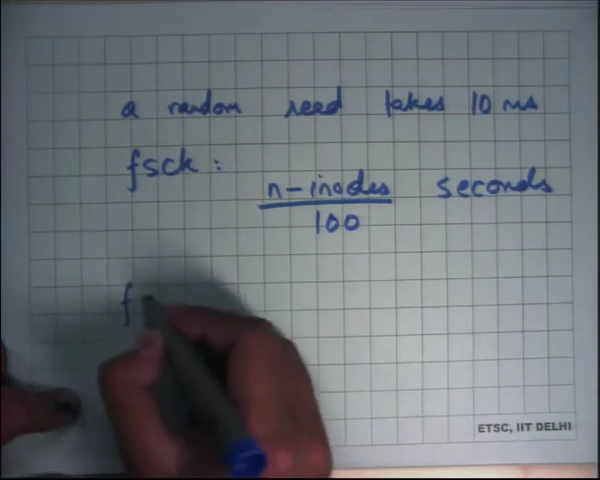 a random read takes 10 ms
fsck :
n-inodes seconds
100
f
ETSC, IIT DELHI